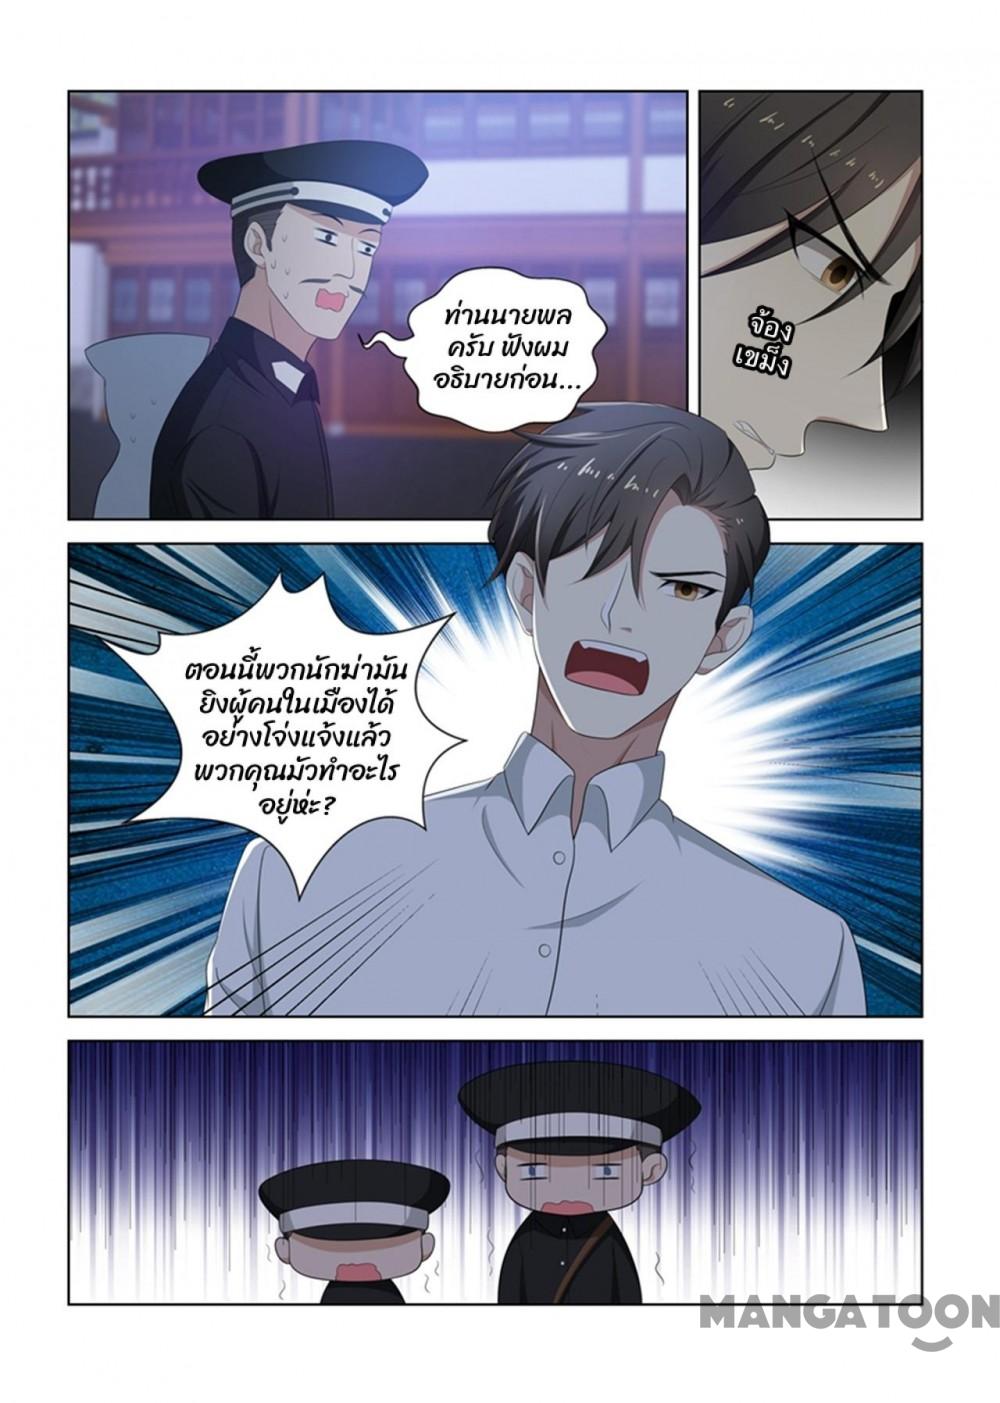 ท่านนายพล
ครับ ฟังผม
อธิบายก่อน...
จ้อง
เขม็ง
ตอนนี้พวกนักฆ่ามัน
ยิงผู้คนในเมืองได้
อย่างโจ่งแจ้งแล้ว
พวกคุณมัวทำอะไร
อยู่ห่ะ?
MANGATOON